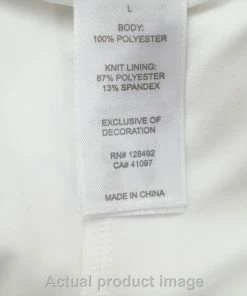 L
BODY:
100% POLYESTER
KNIT LINING:
87% POLYESTER
13% SPANDEX
EXCLUSIVE OF
DECORATION
RN# 128492
CA# 41097
MADE IN CHINA
Actual product image